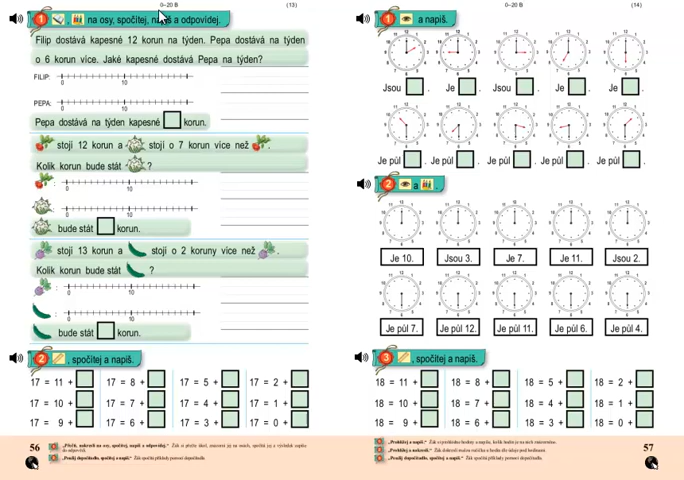 0–20 B
(13)
1 na osy, spočítej, a odpovídej.
Filip dostává kapesné 12 korun na týden. Pepa dostává na týden
o 6 korun více. Jaké kapesné dostává Pepa na týden?
FILIP:
0 10
PEPA:
0 10
Pepa dostává na týden kapesné korun.
stojí 12 korun a stojí o 7 korun více než .
Kolik korun bude stát ?
:
0 10
:
0 10
bude stát korun.
stojí 13 korun a stojí o 2 koruny více než .
Kolik korun bude stát ?
:
0 10
:
0 10
bude stát korun.
2 , spočítej a napiš.
17 = 11 + 17 = 8 + 17 = 5 + 17 = 2 +
17 = 10 + 17 = 7 + 17 = 4 + 17 = 1 +
17 = 9 + 17 = 6 + 17 = 3 + 17 = 0 +
56
0–20 B
(14)
1 a napiš.
Jsou . Je . Jsou . Je . Je .
Je půl . Je půl . Je půl . Je půl . Je půl .
2 a .
Je 10. Jsou 3. Je 7. Je 11. Jsou 2.
Je půl 7. Je půl 12. Je půl 11. Je půl 6. Je půl 4.
3 , spočítej a napiš.
18 = 11 + 18 = 8 + 18 = 5 + 18 = 2 +
18 = 10 + 18 = 7 + 18 = 4 + 18 = 1 +
18 = 9 + 18 = 6 + 18 = 3 + 18 = 0 +
57